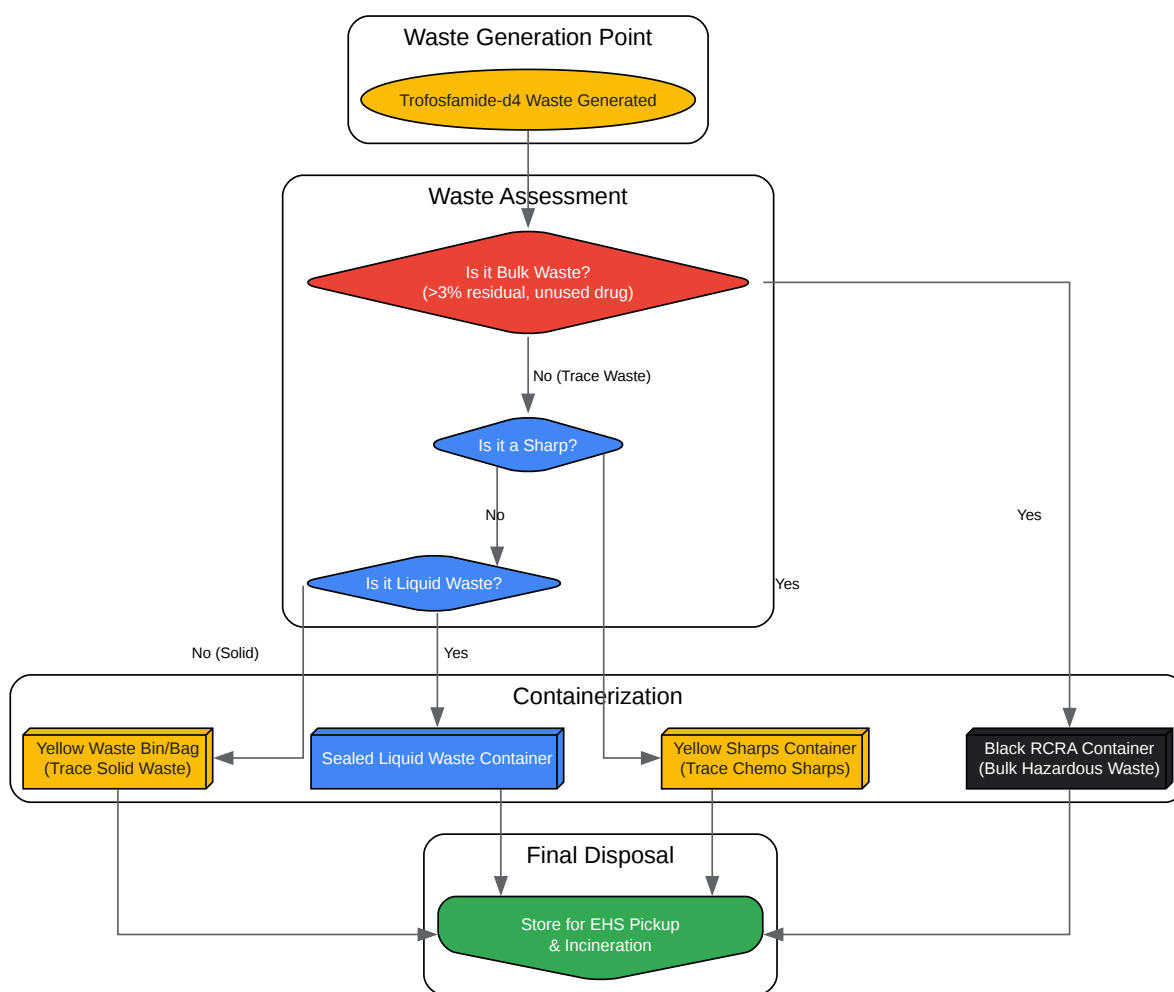 Waste Generation Point
Trofosfamide-d4 Waste Generated
Waste Assessment
Is it Bulk Waste?
(>3% residual, unused drug)
No (Trace Waste)
Is it a Sharp?
No
Yes
Is it Liquid Waste?
Yes
No (Solid)
Yes
Containerization
Yellow Waste Bin/Bag
(Trace Solid Waste)
Sealed Liquid Waste Container
Yellow Sharps Container
(Trace Chemo Sharps)
Black RCRA Container
(Bulk Hazardous Waste)
Final Disposal
Store for EHS Pickup
& Incineration